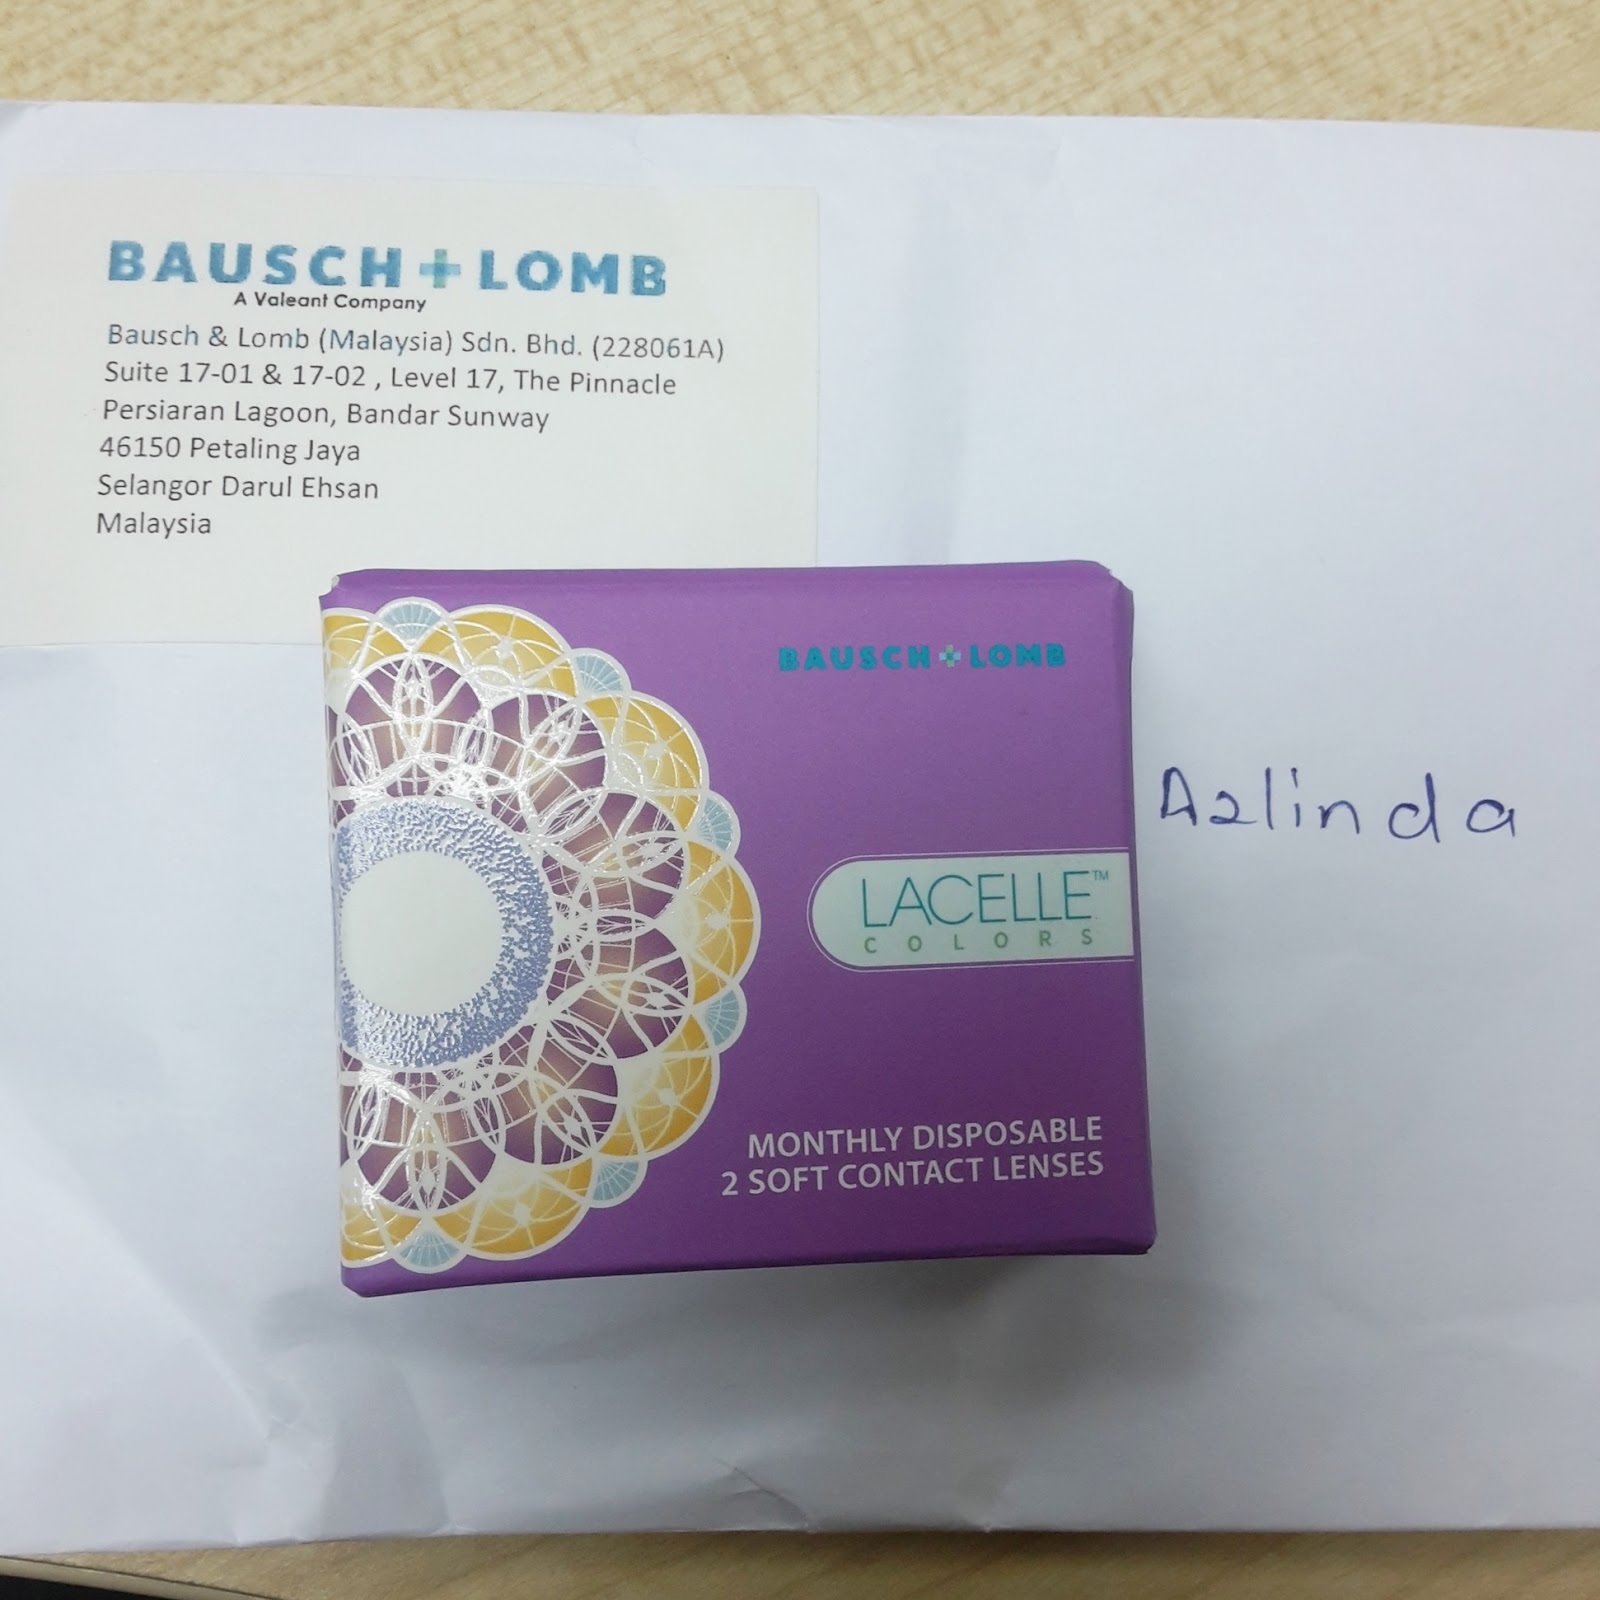 BAUSCH + LOMB
A Valeant Company
Bausch & Lomb (Malaysia) Sdn. Bhd. (228061A)
Suite 17-01 & 17-02 , Level 17, The Pinnacle
Persiaran Lagoon, Bandar Sunway
46150 Petaling Jaya
Selangor Darul Ehsan
Malaysia
BAUSCH + LOMB
Azlinda
LACELLE™
COLORS
MONTHLY DISPOSABLE
2 SOFT CONTACT LENSES